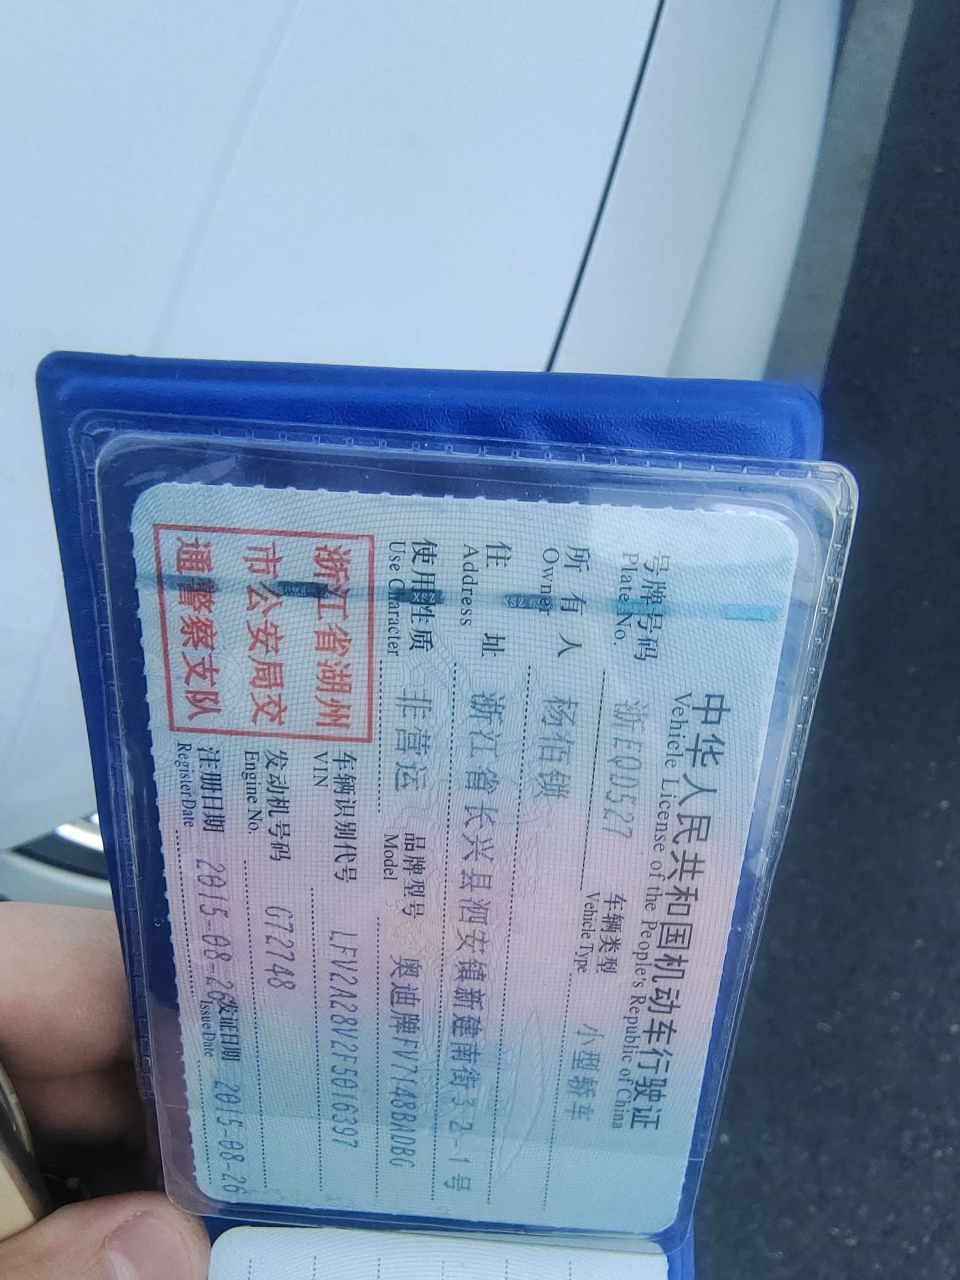 中华人民共和国机动车行驶证
Vehicle License of the People's Republic of China
号牌号码 浙EQD527 车辆类型 小型轿车
Plate No. Vehicle Type
所有人 杨佰锁
Owner
住址 浙江省长兴县泗安镇新建南街32-1号
Address
使用性质 非营运 品牌型号 奥迪牌FV7148BADBG
Use Character Model
浙江省湖州
市公安局交
通警察支队
车辆识别代号 LFV2A28V2F5016397
VIN
发动机号码 G72748
Engine No.
注册日期 2015-08-26 发证日期 2015-08-26
Register Date Issue Date